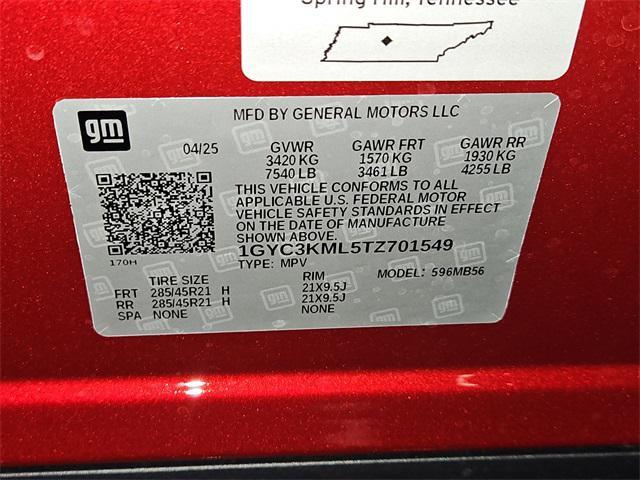 Spring Hill, Tennessee
gm
MFD BY GENERAL MOTORS LLC
04/25 GVWR GAWR FRT GAWR RR
3420 KG 1570 KG 1930 KG
7540 LB 3461 LB 4255 LB
THIS VEHICLE CONFORMS TO ALL
APPLICABLE U.S. FEDERAL MOTOR
VEHICLE SAFETY STANDARDS IN EFFECT
ON THE DATE OF MANUFACTURE
SHOWN ABOVE.
1GYC3KML5TZ701549
170H
TYPE: MPV MODEL: 596MB56
TIRE SIZE RIM
FRT 285/45R21 H 21X9.5J
RR 285/45R21 H 21X9.5J
SPA NONE NONE